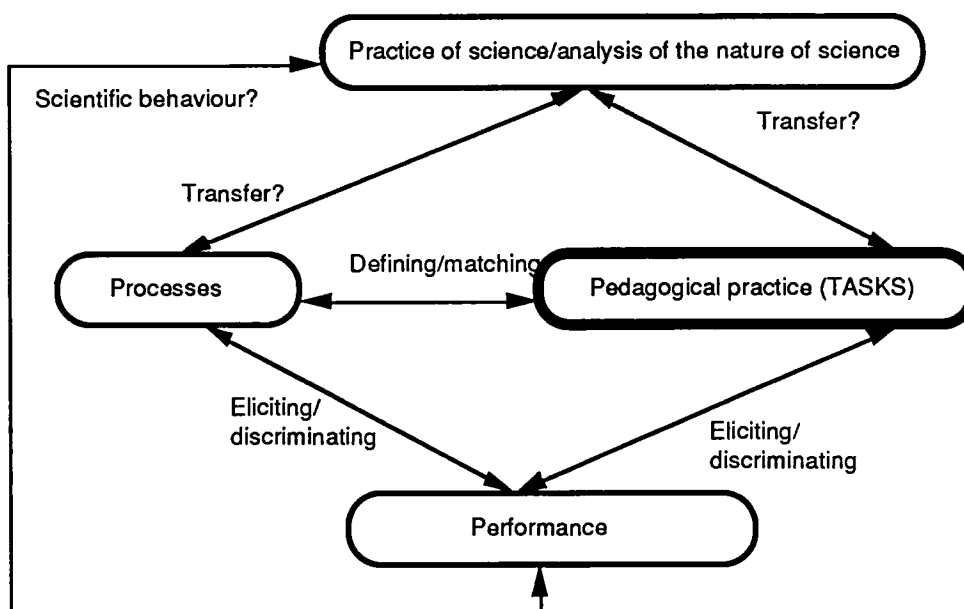 Practice of science/analysis of the nature of science
Scientific behaviour?
Transfer?
Transfer?
Defining/matching
Processes
Pedagogical practice (TASKS)
Eliciting/
discriminating
Eliciting/
discriminating
Performance